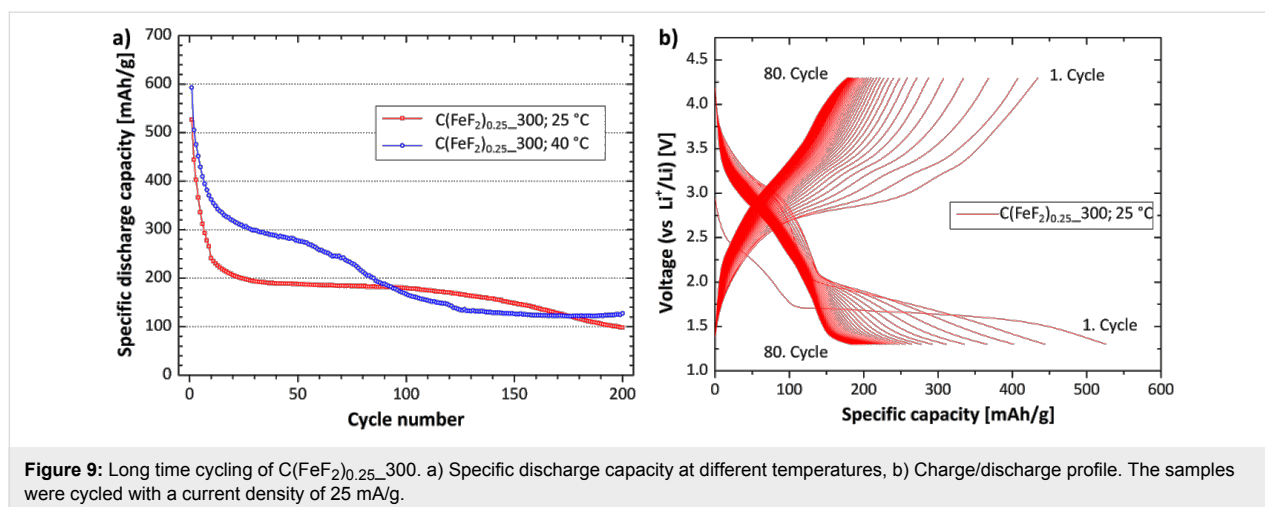 a)
Specific discharge capacity [mAh/g]
700
600
500
400
300
200
100
0
C(FeF2)0.25_300; 25 °C
C(FeF2)0.25_300; 40 °C
0
50
100
150
200
Cycle number
b)
Voltage (vs Li+/Li) [V]
4.5
4.0
3.5
3.0
2.5
2.0
1.5
1.0
80. Cycle
1. Cycle
C(FeF2)0.25_300; 25 °C
1. Cycle
80. Cycle
0
100
200
300
400
500
600
Specific capacity [mAh/g]
Figure 9: Long time cycling of C(FeF2)0.25_300. a) Specific discharge capacity at different temperatures, b) Charge/discharge profile. The samples
were cycled with a current density of 25 mA/g.